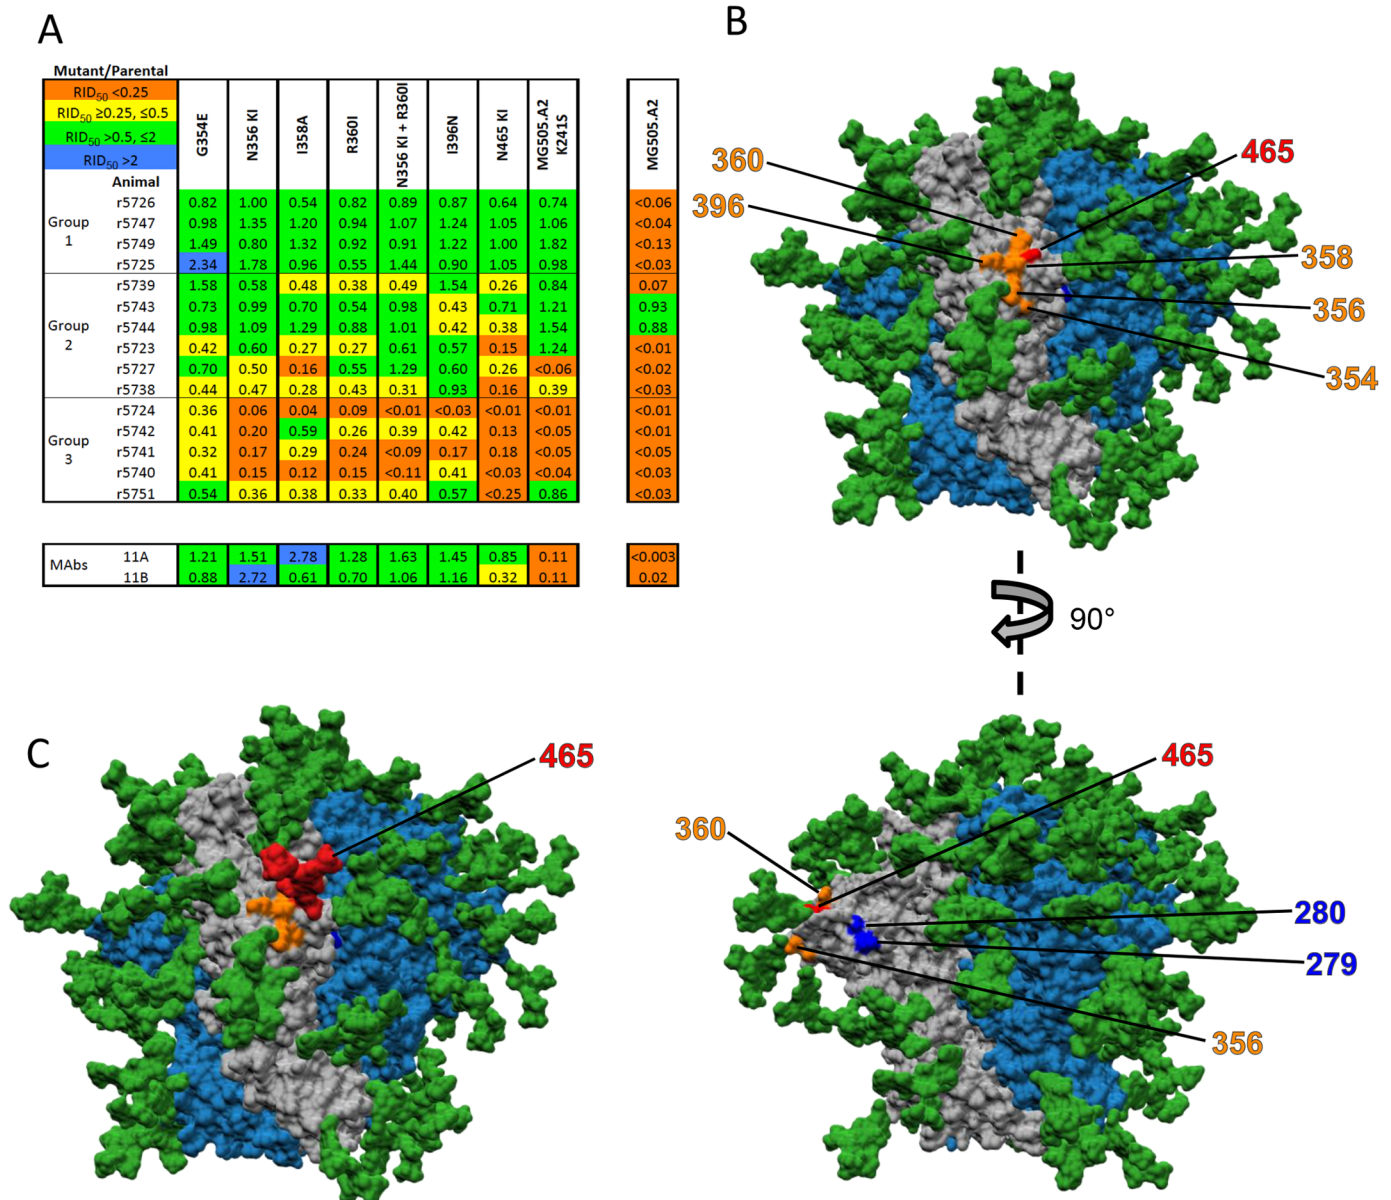 A
Mutant/Parental
RID50 <0.25
RID50 ≥0.25, ≤0.5
RID50 >0.5, ≤2
RID50 >2
Animal
G354E
N356 KI
I358A
R360I
N356 KI + R360I
I396N
N465 KI
MG505.A2 K241S
MG505.A2
Group 1
r5726 0.82 1.00 0.54 0.82 0.89 0.87 0.64 0.74 <0.06
r5747 0.98 1.35 1.20 0.94 1.07 1.24 1.05 1.06 <0.04
r5749 1.49 0.80 1.32 0.92 0.91 1.22 1.00 1.82 <0.13
r5725 2.34 1.78 0.96 0.55 1.44 0.90 1.05 0.98 <0.03
Group 2
r5739 1.58 0.58 0.48 0.38 0.49 1.54 0.26 0.84 0.07
r5743 0.73 0.99 0.70 0.54 0.98 0.43 0.71 1.21 0.93
r5744 0.98 1.09 1.29 0.88 1.01 0.42 0.38 1.54 0.88
r5723 0.42 0.60 0.27 0.27 0.61 0.57 0.15 1.24 <0.01
r5727 0.70 0.50 0.16 0.55 1.29 0.60 0.26 <0.06 <0.02
r5738 0.44 0.47 0.28 0.43 0.31 0.93 0.16 0.39 <0.03
Group 3
r5724 0.36 0.06 0.04 0.09 <0.01 <0.03 <0.01 <0.01 <0.01
r5742 0.41 0.20 0.59 0.26 0.39 0.42 0.13 <0.05 <0.01
r5741 0.32 0.17 0.29 0.24 <0.09 0.17 0.18 <0.05 <0.05
r5740 0.41 0.15 0.12 0.15 <0.11 0.41 <0.03 <0.04 <0.03
r5751 0.54 0.36 0.38 0.33 0.40 0.57 <0.25 0.86 <0.03
MAbs
11A 1.21 1.51 2.78 1.28 1.63 1.45 0.85 0.11 <0.003
11B 0.88 2.72 0.61 0.70 1.06 1.16 0.32 0.11 0.02
B
360
396
465
358
356
354
90°
465
360
280
279
356
C
465